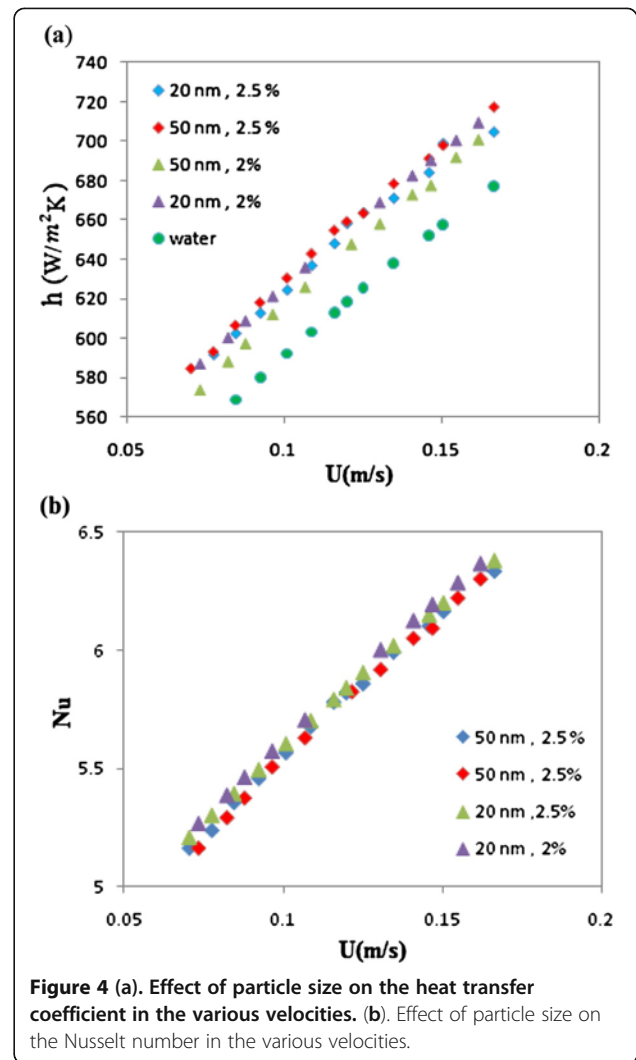 (a)
740
720
700
680
660
640
620
600
580
560
h (W/m²K)
20 nm , 2.5 %
50 nm , 2.5%
50 nm , 2%
20 nm , 2%
water
0.05
0.1
0.15
0.2
U(m/s)
(b)
6.5
6
5.5
5
Nu
50 nm , 2.5%
50 nm , 2.5%
20 nm ,2.5%
20 nm , 2%
0.05
0.1
0.15
0.2
U(m/s)
Figure 4 (a). Effect of particle size on the heat transfer
coefficient in the various velocities. (b). Effect of particle size on
the Nusselt number in the various velocities.